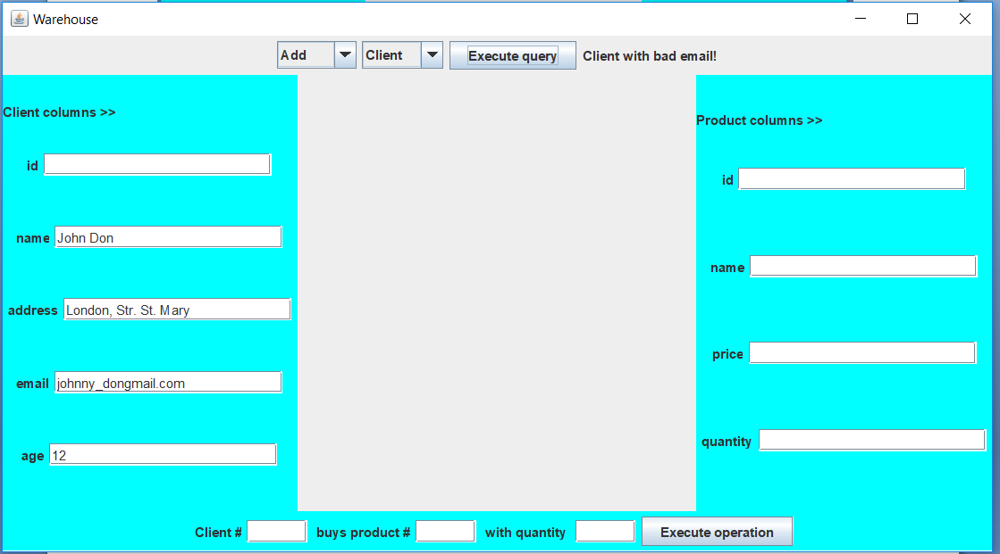 Warehouse
Add Client Execute query Client with bad email!
Client columns >>
id
name John Don
address London, Str. St. Mary
email johnny_dongmail.com
age 12
Product columns >>
id
name
price
quantity
Client # buys product # with quantity Execute operation